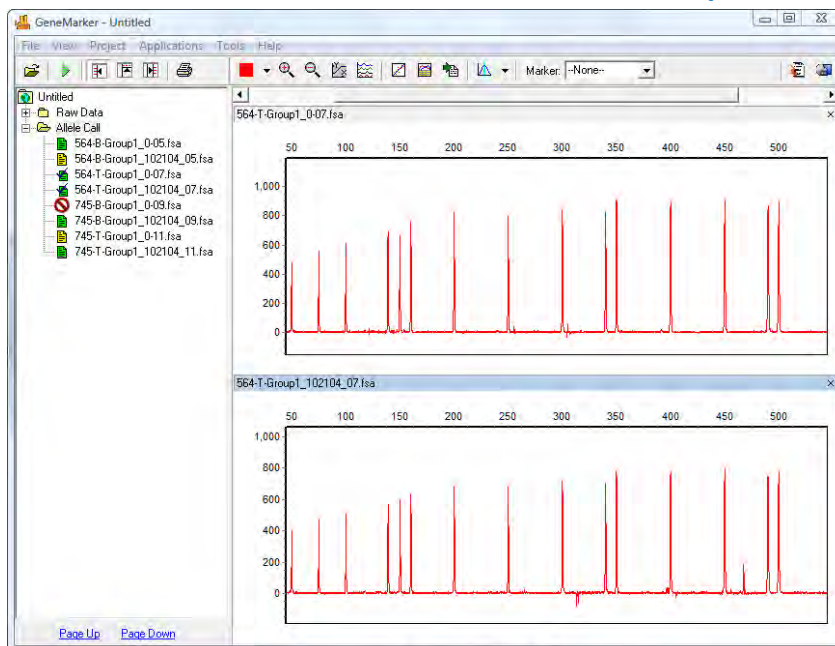 GeneMarker - Untitled
File View Project Applications Tools Help
Marker: --None--
Untitled
Raw Data
Allele Call
564-B-Group1_0-05.fsa
564-B-Group1_102104_05.fsa
564-T-Group1_0-07.fsa
564-T-Group1_102104_07.fsa
745-B-Group1_0-09.fsa
745-B-Group1_102104_09.fsa
745-T-Group1_0-11.fsa
745-T-Group1_102104_11.fsa
Page Up Page Down
564-T-Group1_0-07.fsa
50 100 150 200 250 300 350 400 450 500
1,000
800
600
400
200
0
564-T-Group1_102104_07.fsa
50 100 150 200 250 300 350 400 450 500
1,000
800
600
400
200
0